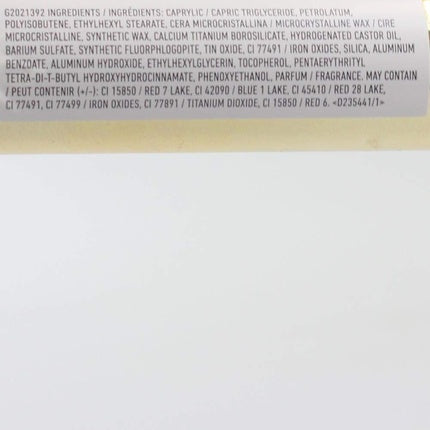 G2021392 INGREDIENTS / INGRÉDIENTS: CAPRYLIC / CAPRIC TRIGLYCERIDE, PETROLATUM,
POLYISOBUTENE, ETHYLHEXYL STEARATE, CERA MICROCRISTALLINA / MICROCRYSTALLINE WAX / CIRE
MICROCRISTALLINE, SYNTHETIC WAX, CALCIUM TITANIUM BOROSILICATE, HYDROGENATED CASTOR OIL,
BARIUM SULFATE, SYNTHETIC FLUORPHLOGOPITE, TIN OXIDE, CI 77491 / IRON OXIDES, SILICA, ALUMINUM
BENZOATE, ALUMINUM HYDROXIDE, ETHYLHEXYLGLYCERIN, TOCOPHEROL, PENTAERYTHRITYL
TETRA-DI-T-BUTYL HYDROXYHYDROCINNAMATE, PHENOXYETHANOL, PARFUM / FRAGRANCE. MAY CONTAIN
/ PEUT CONTENIR (+/-): CI 15850 / RED 7 LAKE, CI 42090 / BLUE 1 LAKE, CI 45410 / RED 28 LAKE,
CI 77491, CI 77499 / IRON OXIDES, CI 77891 / TITANIUM DIOXIDE, CI 15850 / RED 6. <D235441/1>